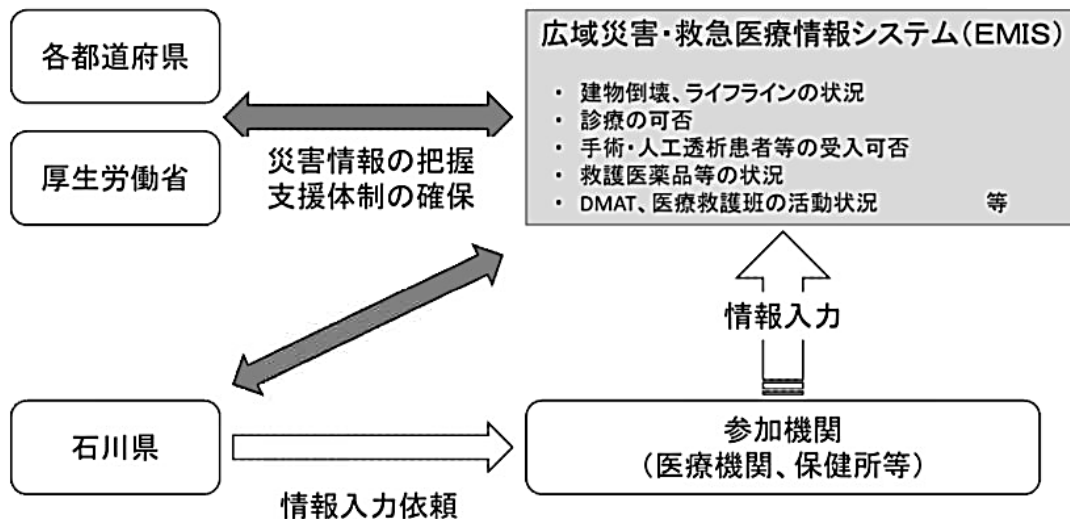 各都道府県
厚生労働省
広域災害・救急医療情報システム(EMIS)
・ 建物倒壊、ライフラインの状況
・ 診療の可否
・ 手術・人工透析患者等の受入可否
・ 救護医薬品等の状況
・ DMAT、医療救護班の活動状況 等
災害情報の把握
支援体制の確保
情報入力
石川県
情報入力依頼
参加機関
(医療機関、保健所等)